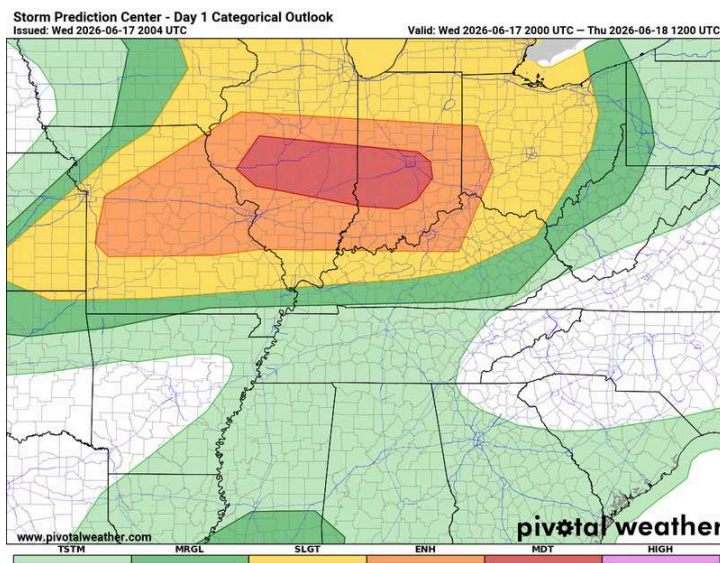 Storm Prediction Center - Day 1 Categorical Outlook
Issued: Wed 2026-06-17 2004 UTC
Valid: Wed 2026-06-17 2000 UTC — Thu 2026-06-18 1200 UTC
www.pivotalweather.com
pivotal weather
TSTM MRGL SLGT ENH MDT HIGH